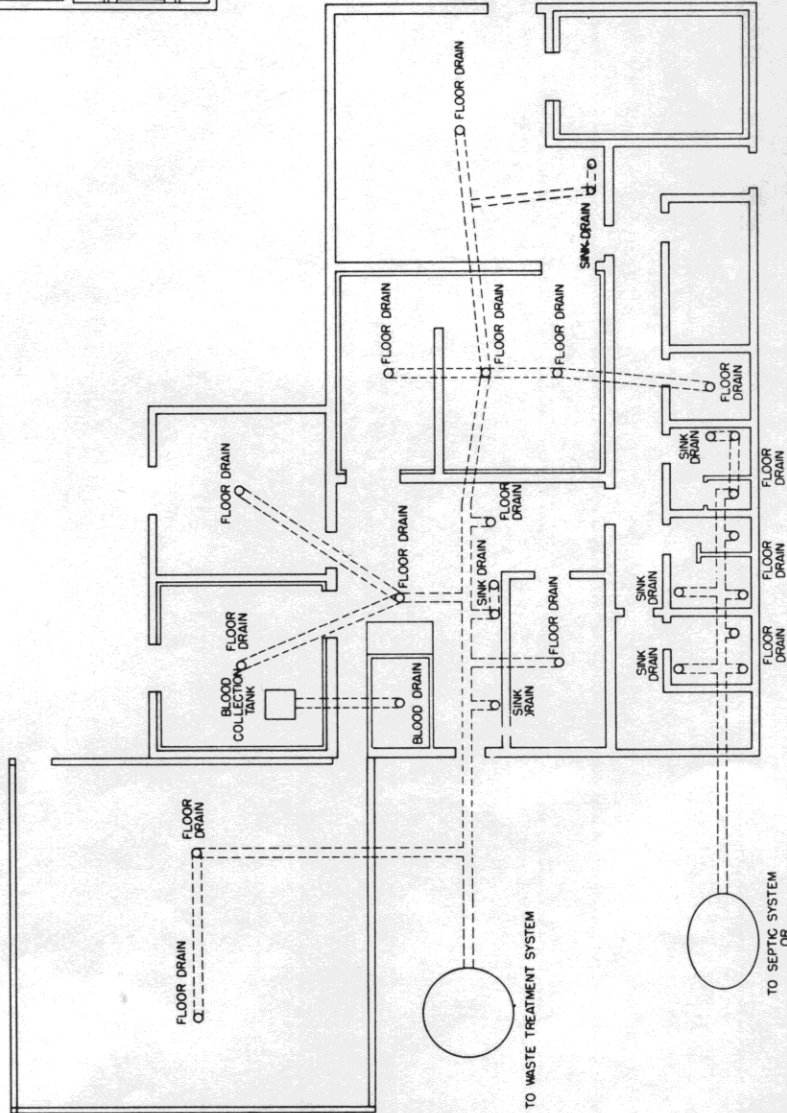 FLOOR DRAIN
FLOOR
DRAIN
BLOOD
COLLECTION
TANK
FLOOR
DRAIN
FLOOR DRAIN
FLOOR DRAIN
BLOOD DRAIN
FLOOR DRAIN
FLOOR DRAIN
SINK DRAIN
FLOOR DRAIN
FLOOR
DRAIN
SINK
DRAIN
TO WASTE TREATMENT SYSTEM
FLOOR DRAIN
FLOOR DRAIN
SINK-DRAIN
SINK
DRAIN
SINK
DRAIN
SINK
DRAIN
FLOOR
DRAIN
FLOOR
DRAIN
FLOOR
DRAIN
FLOOR
DRAIN
TO SEPTIC SYSTEM
OR